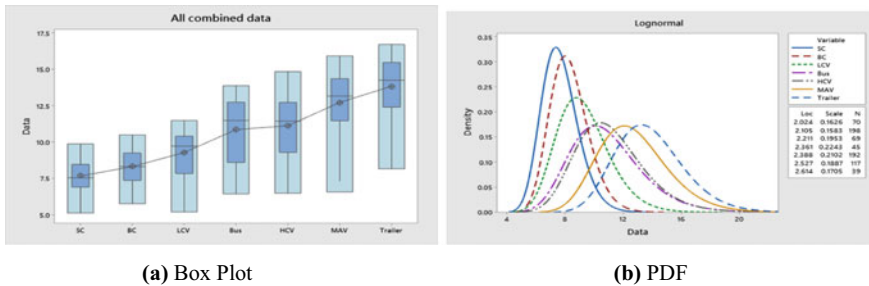 All combined data
17.5
15.0
12.5
10.0
7.5
5.0
Data
SC BC LCV Bus HCV MAV Trailer
(a) Box Plot
Lognormal
0.35
0.30
0.25
0.20
0.15
0.10
0.05
0.00
Density
4 8 12 16 20
Data
Variable
SC
BC
LCV
Bus
HCV
MAV
Trailer
Loc Scale N
2.024 0.1626 70
2.105 0.1583 198
2.211 0.1953 69
2.361 0.2243 45
2.388 0.2102 192
2.527 0.1887 117
2.614 0.1705 39
(b) PDF